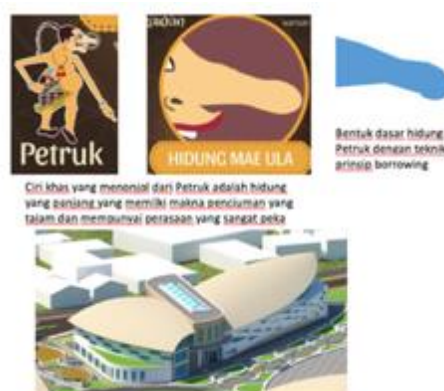 Petruk
HIDUNG MAE ULA
Bentuk dasar hidung
Petruk dengan teknik
prinsip borrowing
Ciri khas yang menonjol dari Petruk adalah hidung
yang panjang yang memilki makna penciuman yang
tajam dan mempunyai perasaan yang sangat peka